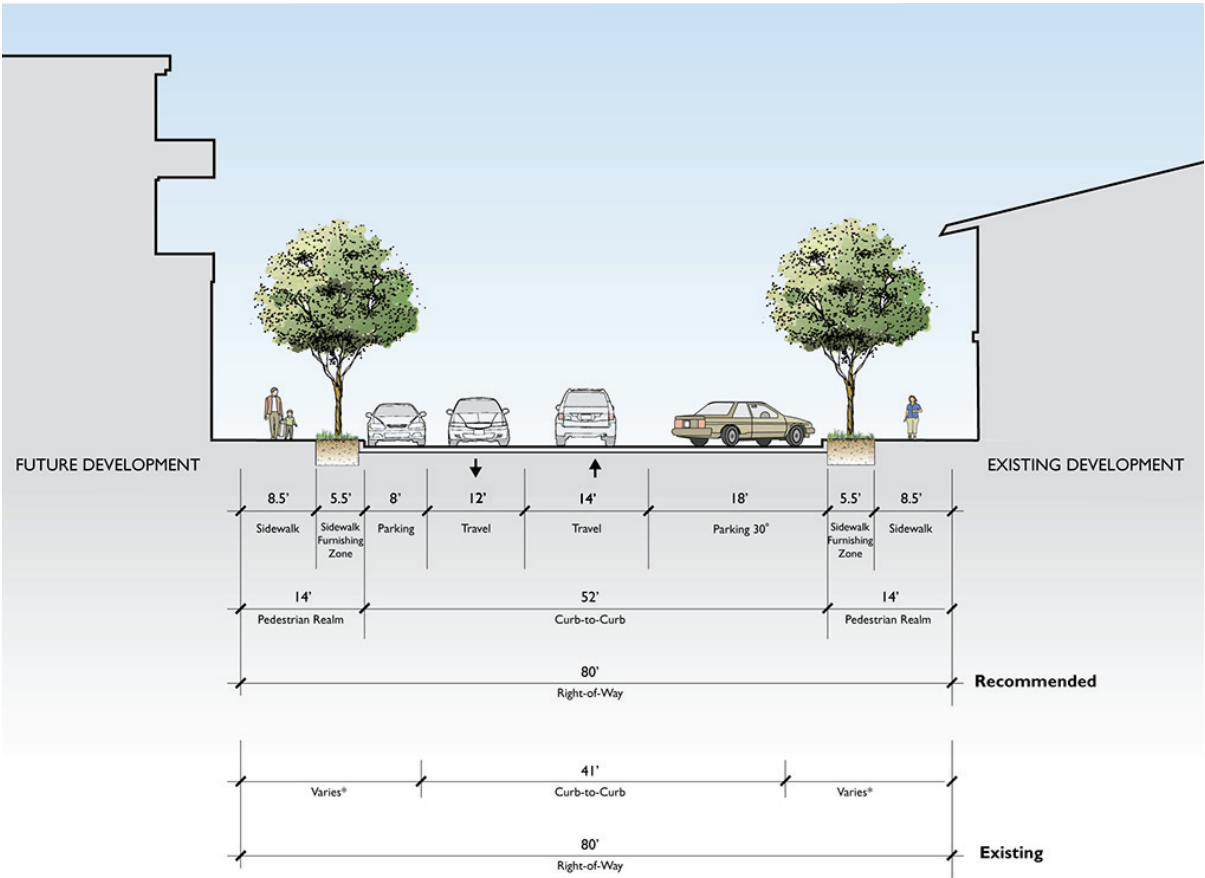 FUTURE DEVELOPMENT
EXISTING DEVELOPMENT
8.5' 5.5' 8' 12' 14' 18' 5.5' 8.5'
Sidewalk Sidewalk Parking Travel Travel Parking 30° Sidewalk Sidewalk
Furnishing Furnishing
Zone Zone
14' 52' 14'
Pedestrian Realm Curb-to-Curb Pedestrian Realm
80'
Right-of-Way
Recommended
41'
Varies* Curb-to-Curb Varies*
80'
Right-of-Way
Existing